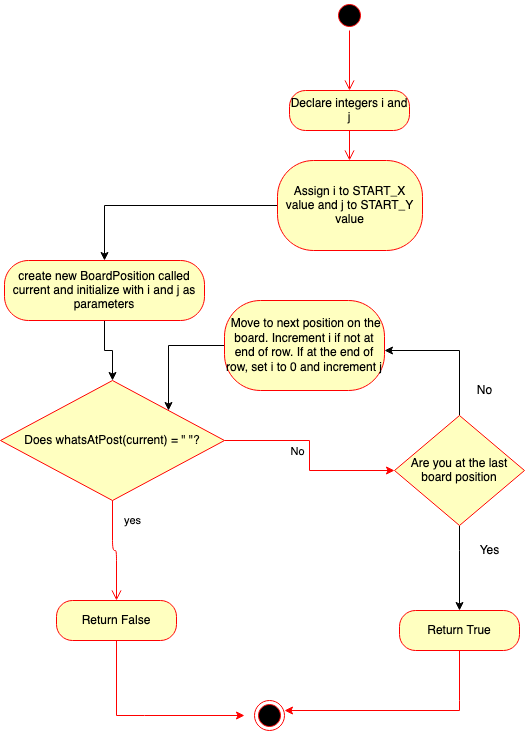 Declare integers i and
j
Assign i to START_X
value and j to START_Y
value
create new BoardPosition called
current and initialize with i and j as
parameters
Move to next position on the
board. Increment i if not at
end of row. If at the end of
row, set i to 0 and increment j
No
Does whatsAtPost(current) = " "?
No
Are you at the last
board position
yes
Yes
Return False
Return True